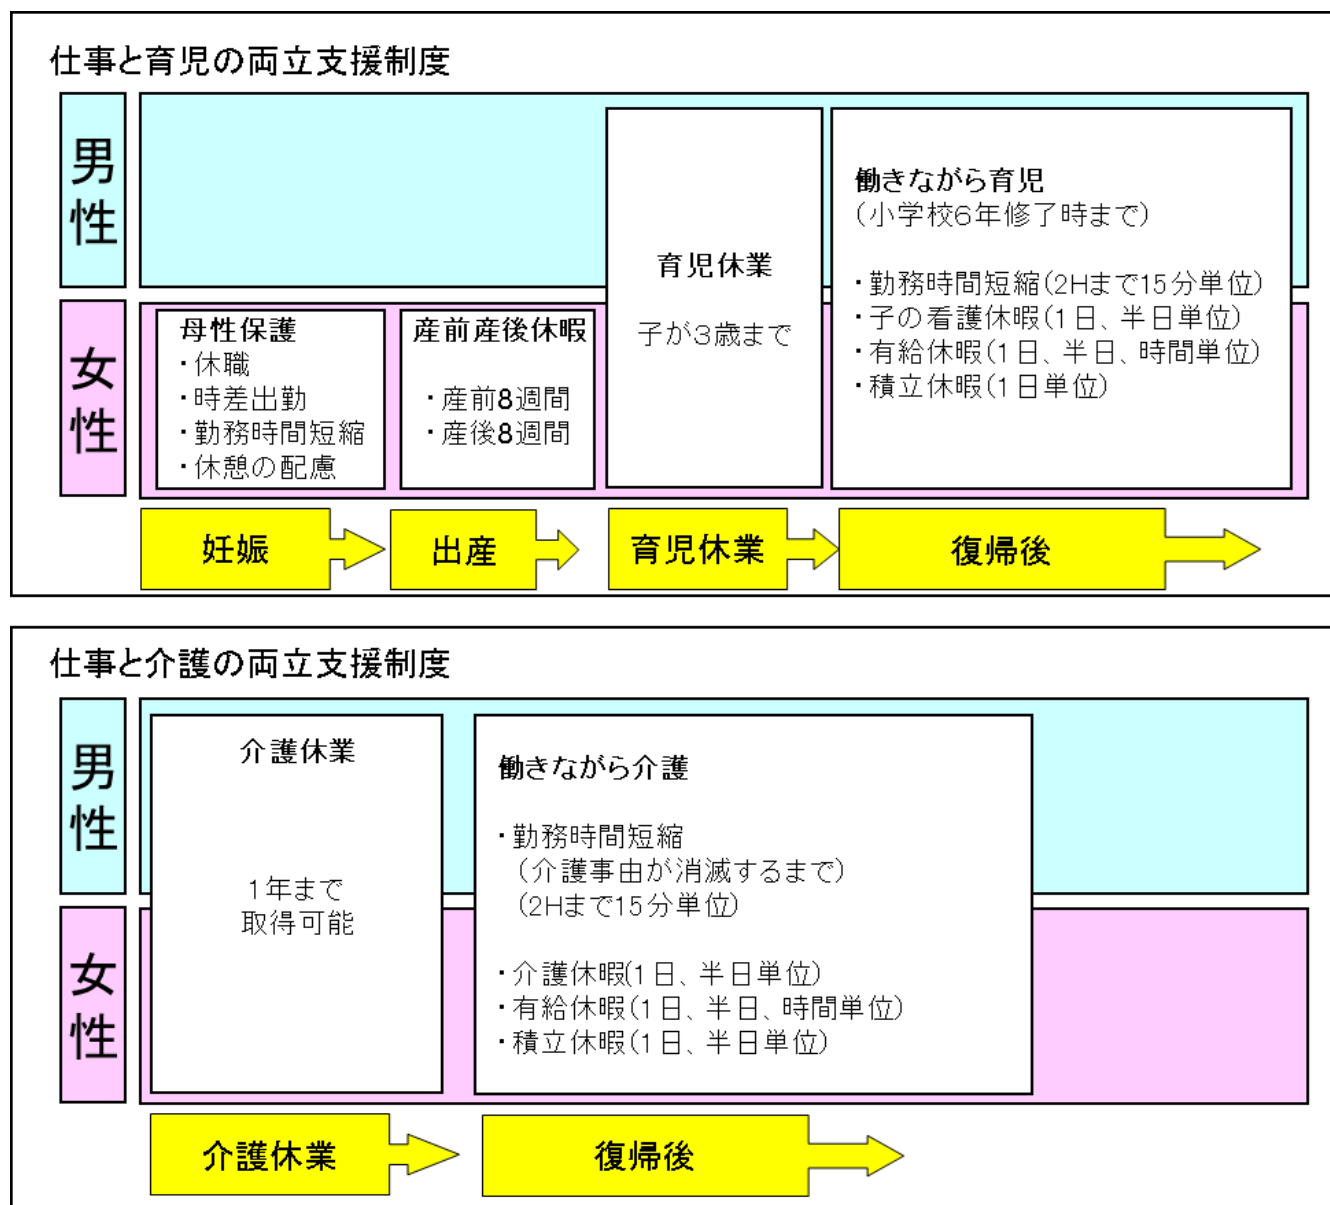 仕事と育児の両立支援制度
男性
女性
母性保護
・休職
・時差出勤
・勤務時間短縮
・休憩の配慮
産前産後休暇
・産前8週間
・産後8週間
育児休業
子が３歳まで
働きながら育児
(小学校６年修了時まで)
・勤務時間短縮(2Hまで15分単位)
・子の看護休暇(1日、半日単位)
・有給休暇(1日、半日、時間単位)
・積立休暇(1日単位)
妊娠
出産
育児休業
復帰後
仕事と介護の両立支援制度
男性
女性
介護休業
1年まで
取得可能
働きながら介護
・勤務時間短縮
(介護事由が消滅するまで)
(2Hまで15分単位)
・介護休暇(1日、半日単位)
・有給休暇(1日、半日、時間単位)
・積立休暇(1日、半日単位)
介護休業
復帰後